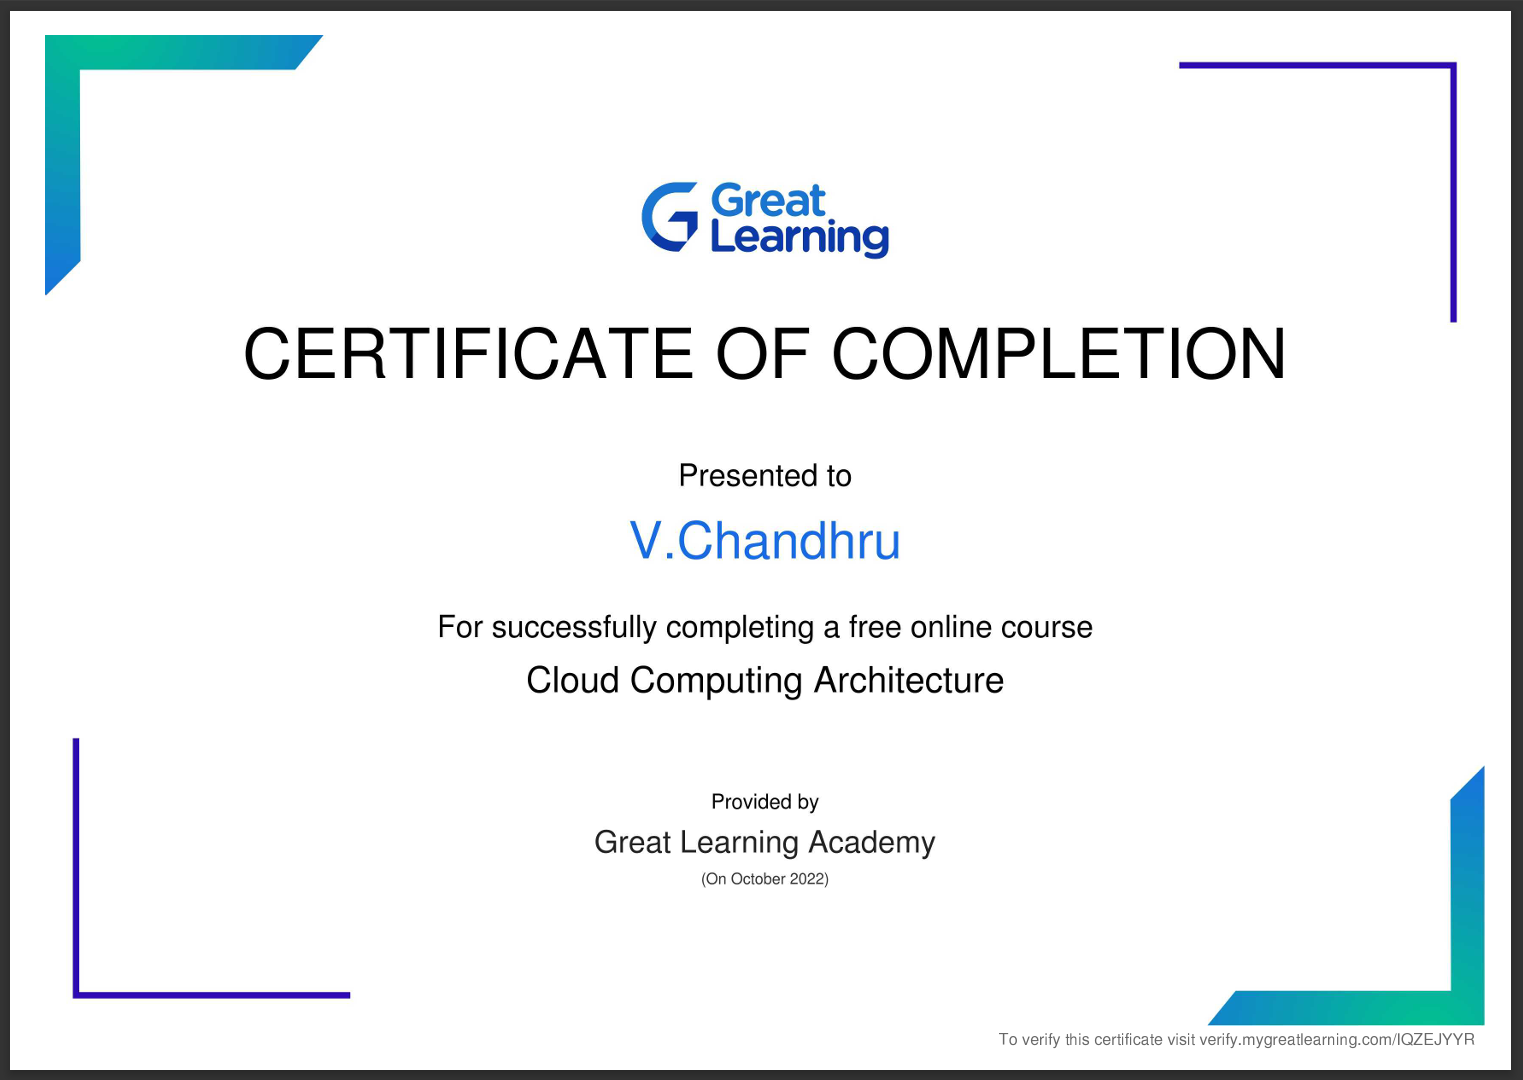 Great
Learning
CERTIFICATE OF COMPLETION
Presented to
V.Chandhru
For successfully completing a free online course
Cloud Computing Architecture
Provided by
Great Learning Academy
(On October 2022)
To verify this certificate visit verify.mygreatlearning.com/IQZEJYYR